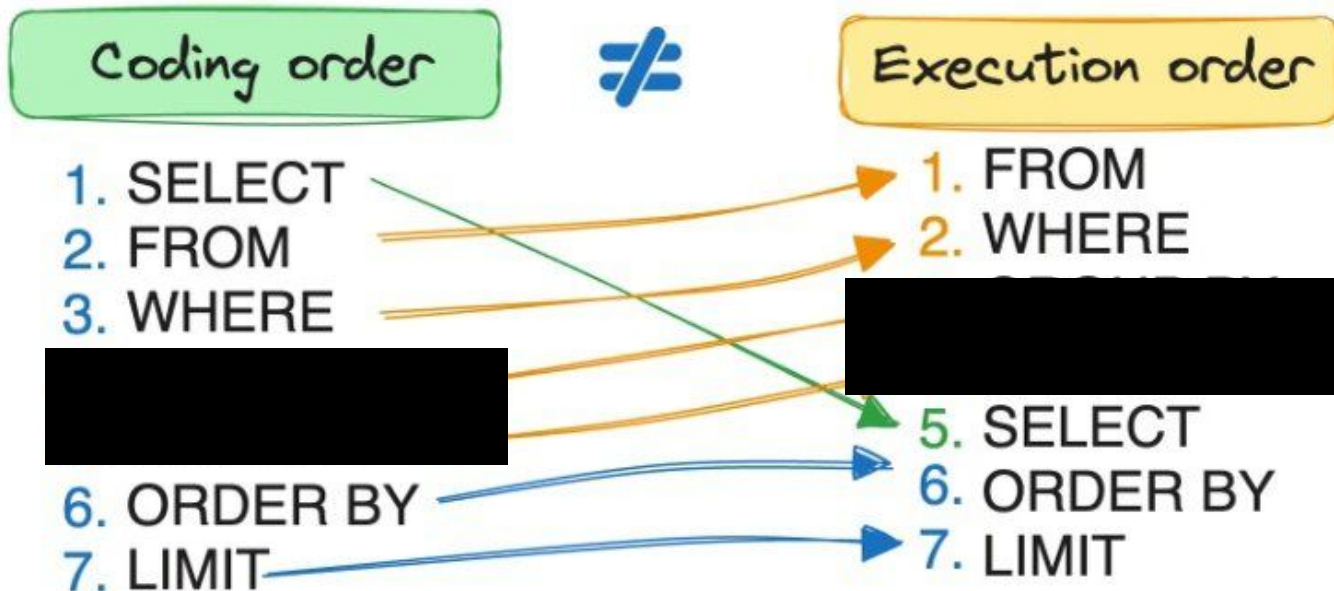 Coding order
≠
Execution order
1. SELECT
2. FROM
3. WHERE
6. ORDER BY
7. LIMIT
1. FROM
2. WHERE
5. SELECT
6. ORDER BY
7. LIMIT